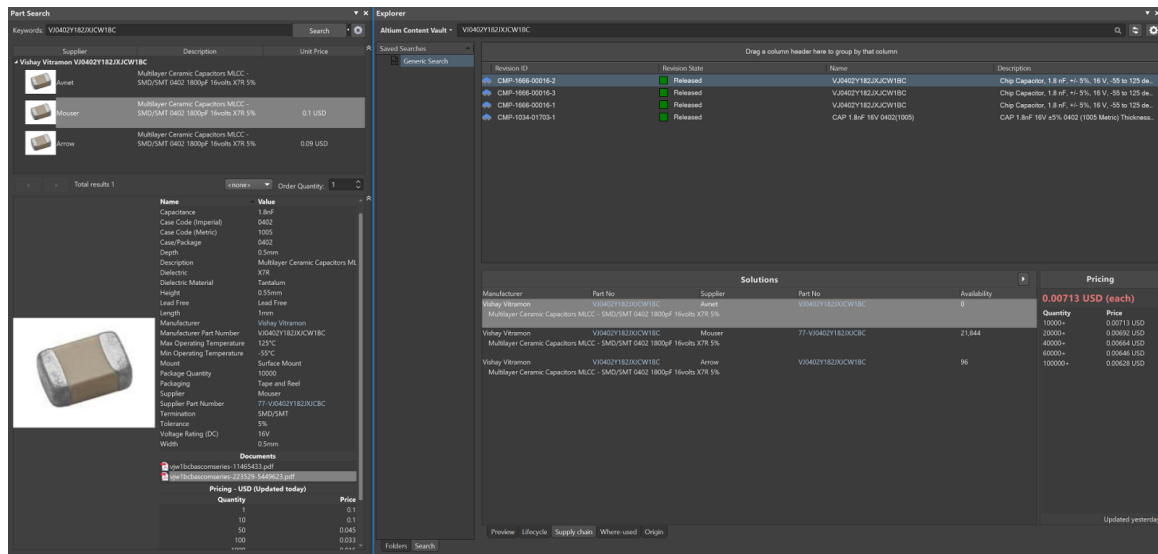 Part Search
Keywords: VJ0402Y182JXJCW1BC Search
Supplier Description Unit Price
Vishay Vitramon VJ0402Y182JXJCW1BC
Avnet Multilayer Ceramic Capacitors MLCC - SMD/SMT 0402 1800pF 16volts X7R 5%
Mouser Multilayer Ceramic Capacitors MLCC - SMD/SMT 0402 1800pF 16volts X7R 5% 0.1 USD
Arrow Multilayer Ceramic Capacitors MLCC - SMD/SMT 0402 1800pF 16volts X7R 5% 0.09 USD
Total results 1 <none> Order Quantity: 1
Name Value
Capacitance 1.8nF
Case Code (Imperial) 0402
Case Code (Metric) 1005
Case/Package 0402
Depth 0.5mm
Description Multilayer Ceramic Capacitors ML
Dielectric X7R
Dielectric Material Tantalum
Height 0.55mm
Lead Free Lead Free
Length 1mm
Manufacturer Vishay Vitramon
Manufacturer Part Number VJ0402Y182JXJCW1BC
Max Operating Temperature 125°C
Min Operating Temperature -55°C
Mount Surface Mount
Package Quantity 10000
Packaging Tape and Reel
Supplier Mouser
Supplier Part Number 77-VJ0402Y182JXJCBC
Termination SMD/SMT
Tolerance 5%
Voltage Rating (DC) 16V
Width 0.5mm
Documents
vjw1bcbascomseries-11465433.pdf
vjw1bcbascomseries-223529-5449623.pdf
Pricing - USD (Updated today)
Quantity Price
1 0.1
10 0.1
50 0.045
100 0.033
Explorer
Altium Content Vault VJ0402Y182JXJCW1BC
Saved Searches
Generic Search
Folders Search
Drag a column header here to group by that column
Revision ID Revision State Name Description
CMP-1666-00016-2 Released VJ0402Y182JXJCW1BC Chip Capacitor, 1.8 nF, +/- 5%, 16 V, -55 to 125 de..
CMP-1666-00016-3 Released VJ0402Y182JXJCW1BC Chip Capacitor, 1.8 nF, +/- 5%, 16 V, -55 to 125 de..
CMP-1666-00016-1 Released VJ0402Y182JXJCW1BC Chip Capacitor, 1.8 nF, +/- 5%, 16 V, -55 to 125 de..
CMP-1034-01703-1 Released CAP 1.8nF 16V 0402(1005) CAP 1.8nF 16V ±5% 0402 (1005 Metric) Thickness..
Solutions
Manufacturer Part No Supplier Part No Availability
Vishay Vitramon VJ0402Y182JXJCW1BC Avnet VJ0402Y182JXJCW1BC 0
Multilayer Ceramic Capacitors MLCC - SMD/SMT 0402 1800pF 16volts X7R 5%
Vishay Vitramon VJ0402Y182JXJCW1BC Mouser 77-VJ0402Y182JXJCBC 21,844
Multilayer Ceramic Capacitors MLCC - SMD/SMT 0402 1800pF 16volts X7R 5%
Vishay Vitramon VJ0402Y182JXJCW1BC Arrow VJ0402Y182JXJCW1BC 96
Multilayer Ceramic Capacitors MLCC - SMD/SMT 0402 1800pF 16volts X7R 5%
Pricing
0.00713 USD (each)
Quantity Price
10000+ 0.00713 USD
20000+ 0.00692 USD
40000+ 0.00664 USD
60000+ 0.00646 USD
100000+ 0.00628 USD
Updated yesterday
Preview Lifecycle Supply chain Where-used Origin